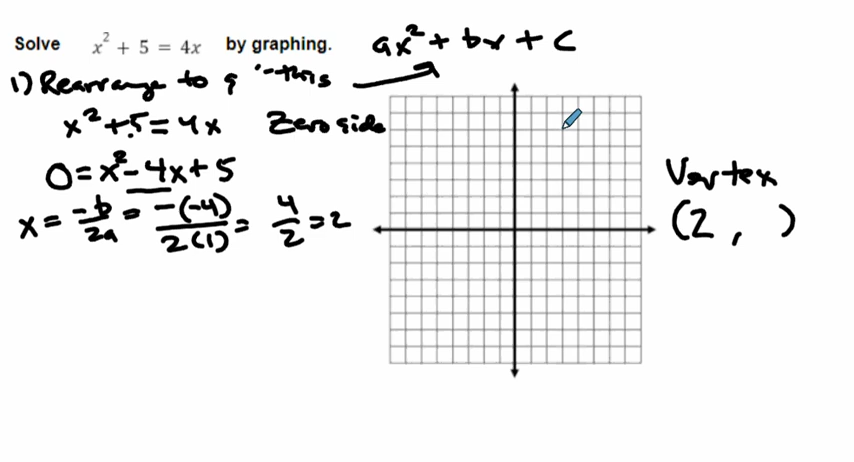 Solve x² + 5 = 4x by graphing.
ax² + bx + c
1) Rearrange to this
x² + 5 = 4x Zero side
0 = x² - 4x + 5
x = -b/2a = -(-4)/2(1) = 4/2 = 2
Vertex
(2, )